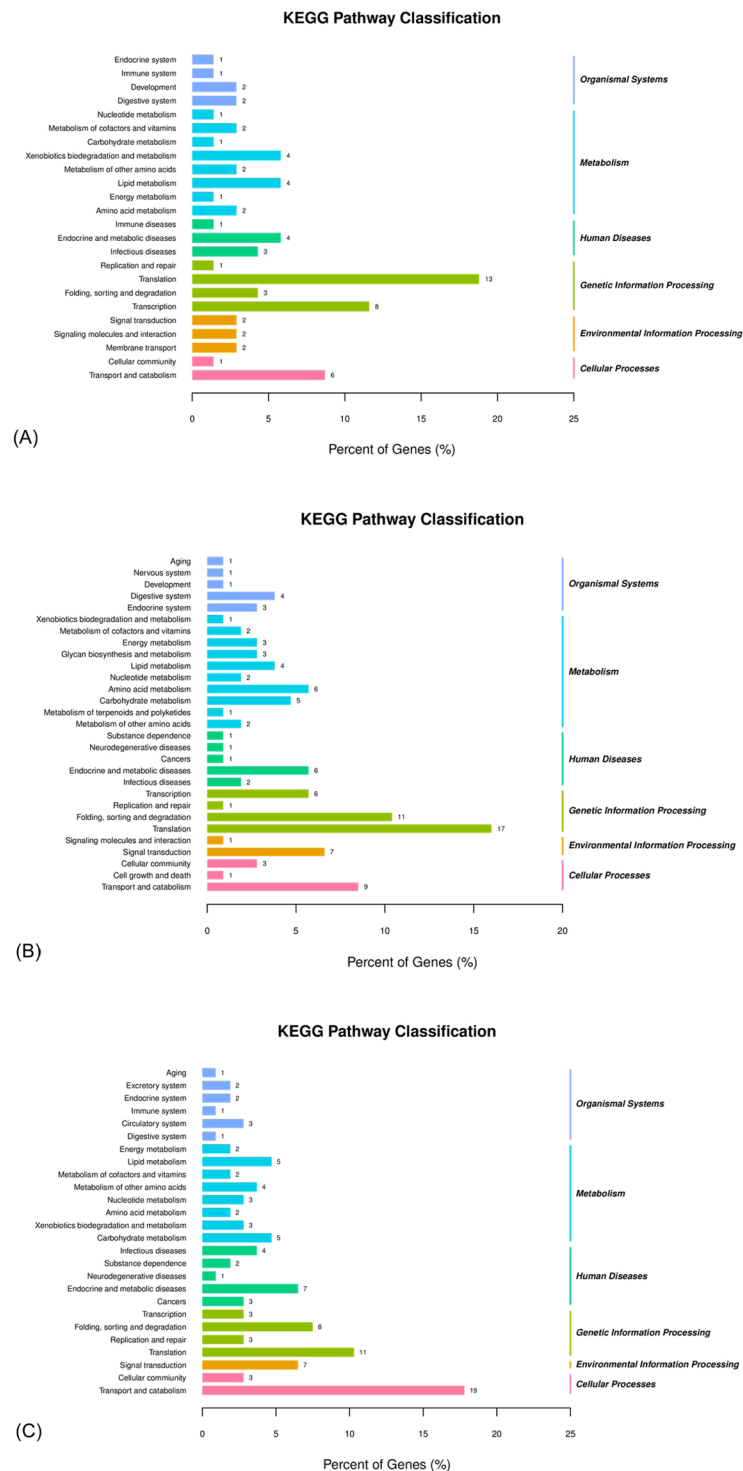 KEGG Pathway Classification
Endocrine system 1
Immune system 1
Development 2
Digestive system 2
Organismal Systems
Nucleotide metabolism 1
Metabolism of cofactors and vitamins 2
Carbohydrate metabolism 1
Xenobiotics biodegradation and metabolism 4
Metabolism of other amino acids 2
Lipid metabolism 4
Energy metabolism 1
Amino acid metabolism 2
Metabolism
Immune diseases 1
Endocrine and metabolic diseases 4
Infectious diseases 3
Human Diseases
Replication and repair 1
Translation 13
Folding, sorting and degradation 3
Transcription 8
Genetic Information Processing
Signal transduction 2
Signaling molecules and interaction 2
Membrane transport 2
Environmental Information Processing
Cellular commiunity 1
Transport and catabolism 6
Cellular Processes
0 5 10 15 20 25
Percent of Genes (%)
(A)
KEGG Pathway Classification
Aging 1
Nervous system 1
Development 1
Digestive system 4
Endocrine system 3
Organismal Systems
Xenobiotics biodegradation and metabolism 1
Metabolism of cofactors and vitamins 2
Energy metabolism 3
Glycan biosynthesis and metabolism 3
Lipid metabolism 4
Nucleotide metabolism 2
Amino acid metabolism 6
Carbohydrate metabolism 5
Metabolism of terpenoids and polyketides 1
Metabolism of other amino acids 2
Metabolism
Substance dependence 1
Neurodegenerative diseases 1
Cancers 1
Endocrine and metabolic diseases 6
Infectious diseases 2
Human Diseases
Transcription 6
Replication and repair 1
Folding, sorting and degradation 11
Translation 17
Genetic Information Processing
Signaling molecules and interaction 1
Signal transduction 7
Environmental Information Processing
Cellular commiunity 3
Cell growth and death 1
Transport and catabolism 9
Cellular Processes
0 5 10 15 20
Percent of Genes (%)
(B)
KEGG Pathway Classification
Aging 1
Excretory system 2
Endocrine system 2
Immune system 1
Circulatory system 3
Digestive system 1
Organismal Systems
Energy metabolism 2
Lipid metabolism 5
Metabolism of cofactors and vitamins 2
Metabolism of other amino acids 4
Nucleotide metabolism 3
Amino acid metabolism 2
Xenobiotics biodegradation and metabolism 3
Carbohydrate metabolism 5
Metabolism
Infectious diseases 4
Substance dependence 2
Neurodegenerative diseases 1
Endocrine and metabolic diseases 7
Cancers 3
Human Diseases
Transcription 3
Folding, sorting and degradation 8
Replication and repair 3
Translation 11
Genetic Information Processing
Signal transduction 7
Environmental Information Processing
Cellular commiunity 3
Transport and catabolism 19
Cellular Processes
0 5 10 15 20 25
Percent of Genes (%)
(C)